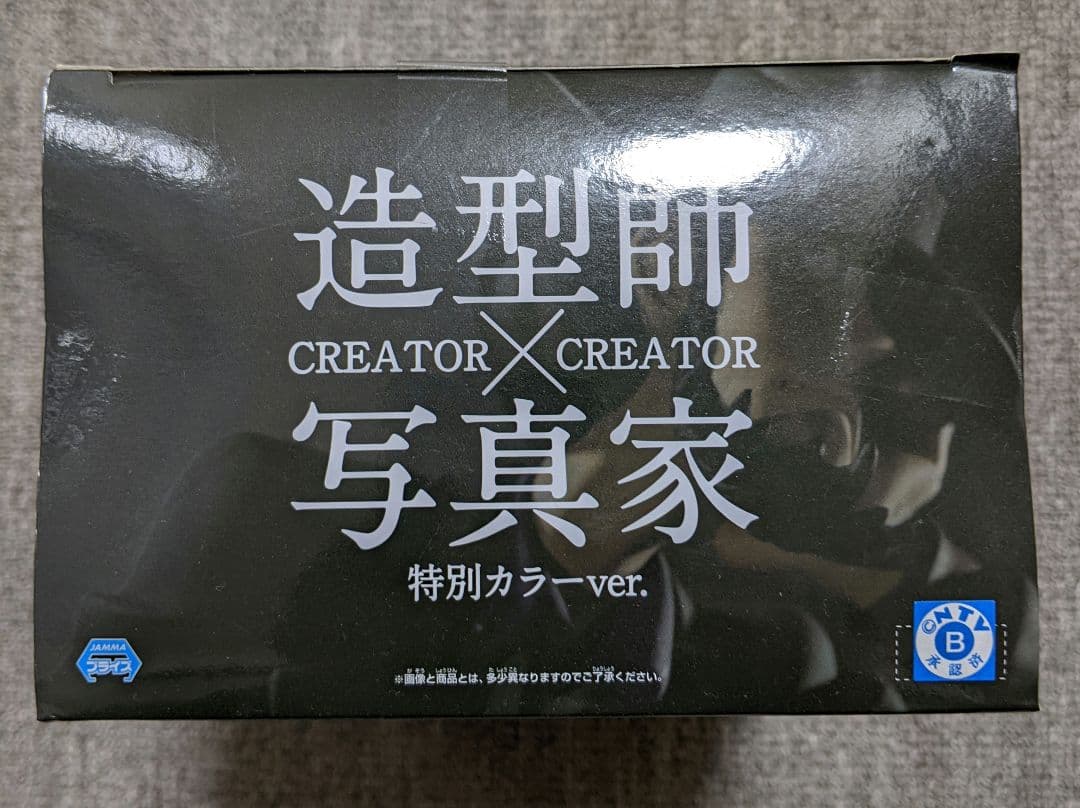 造型師
CREATOR×CREATOR
写真家
特別カラーver.
JAMMA
プライズ
※画像と商品とは、多少異なりますのでご了承ください。
©NTV
B
承認済